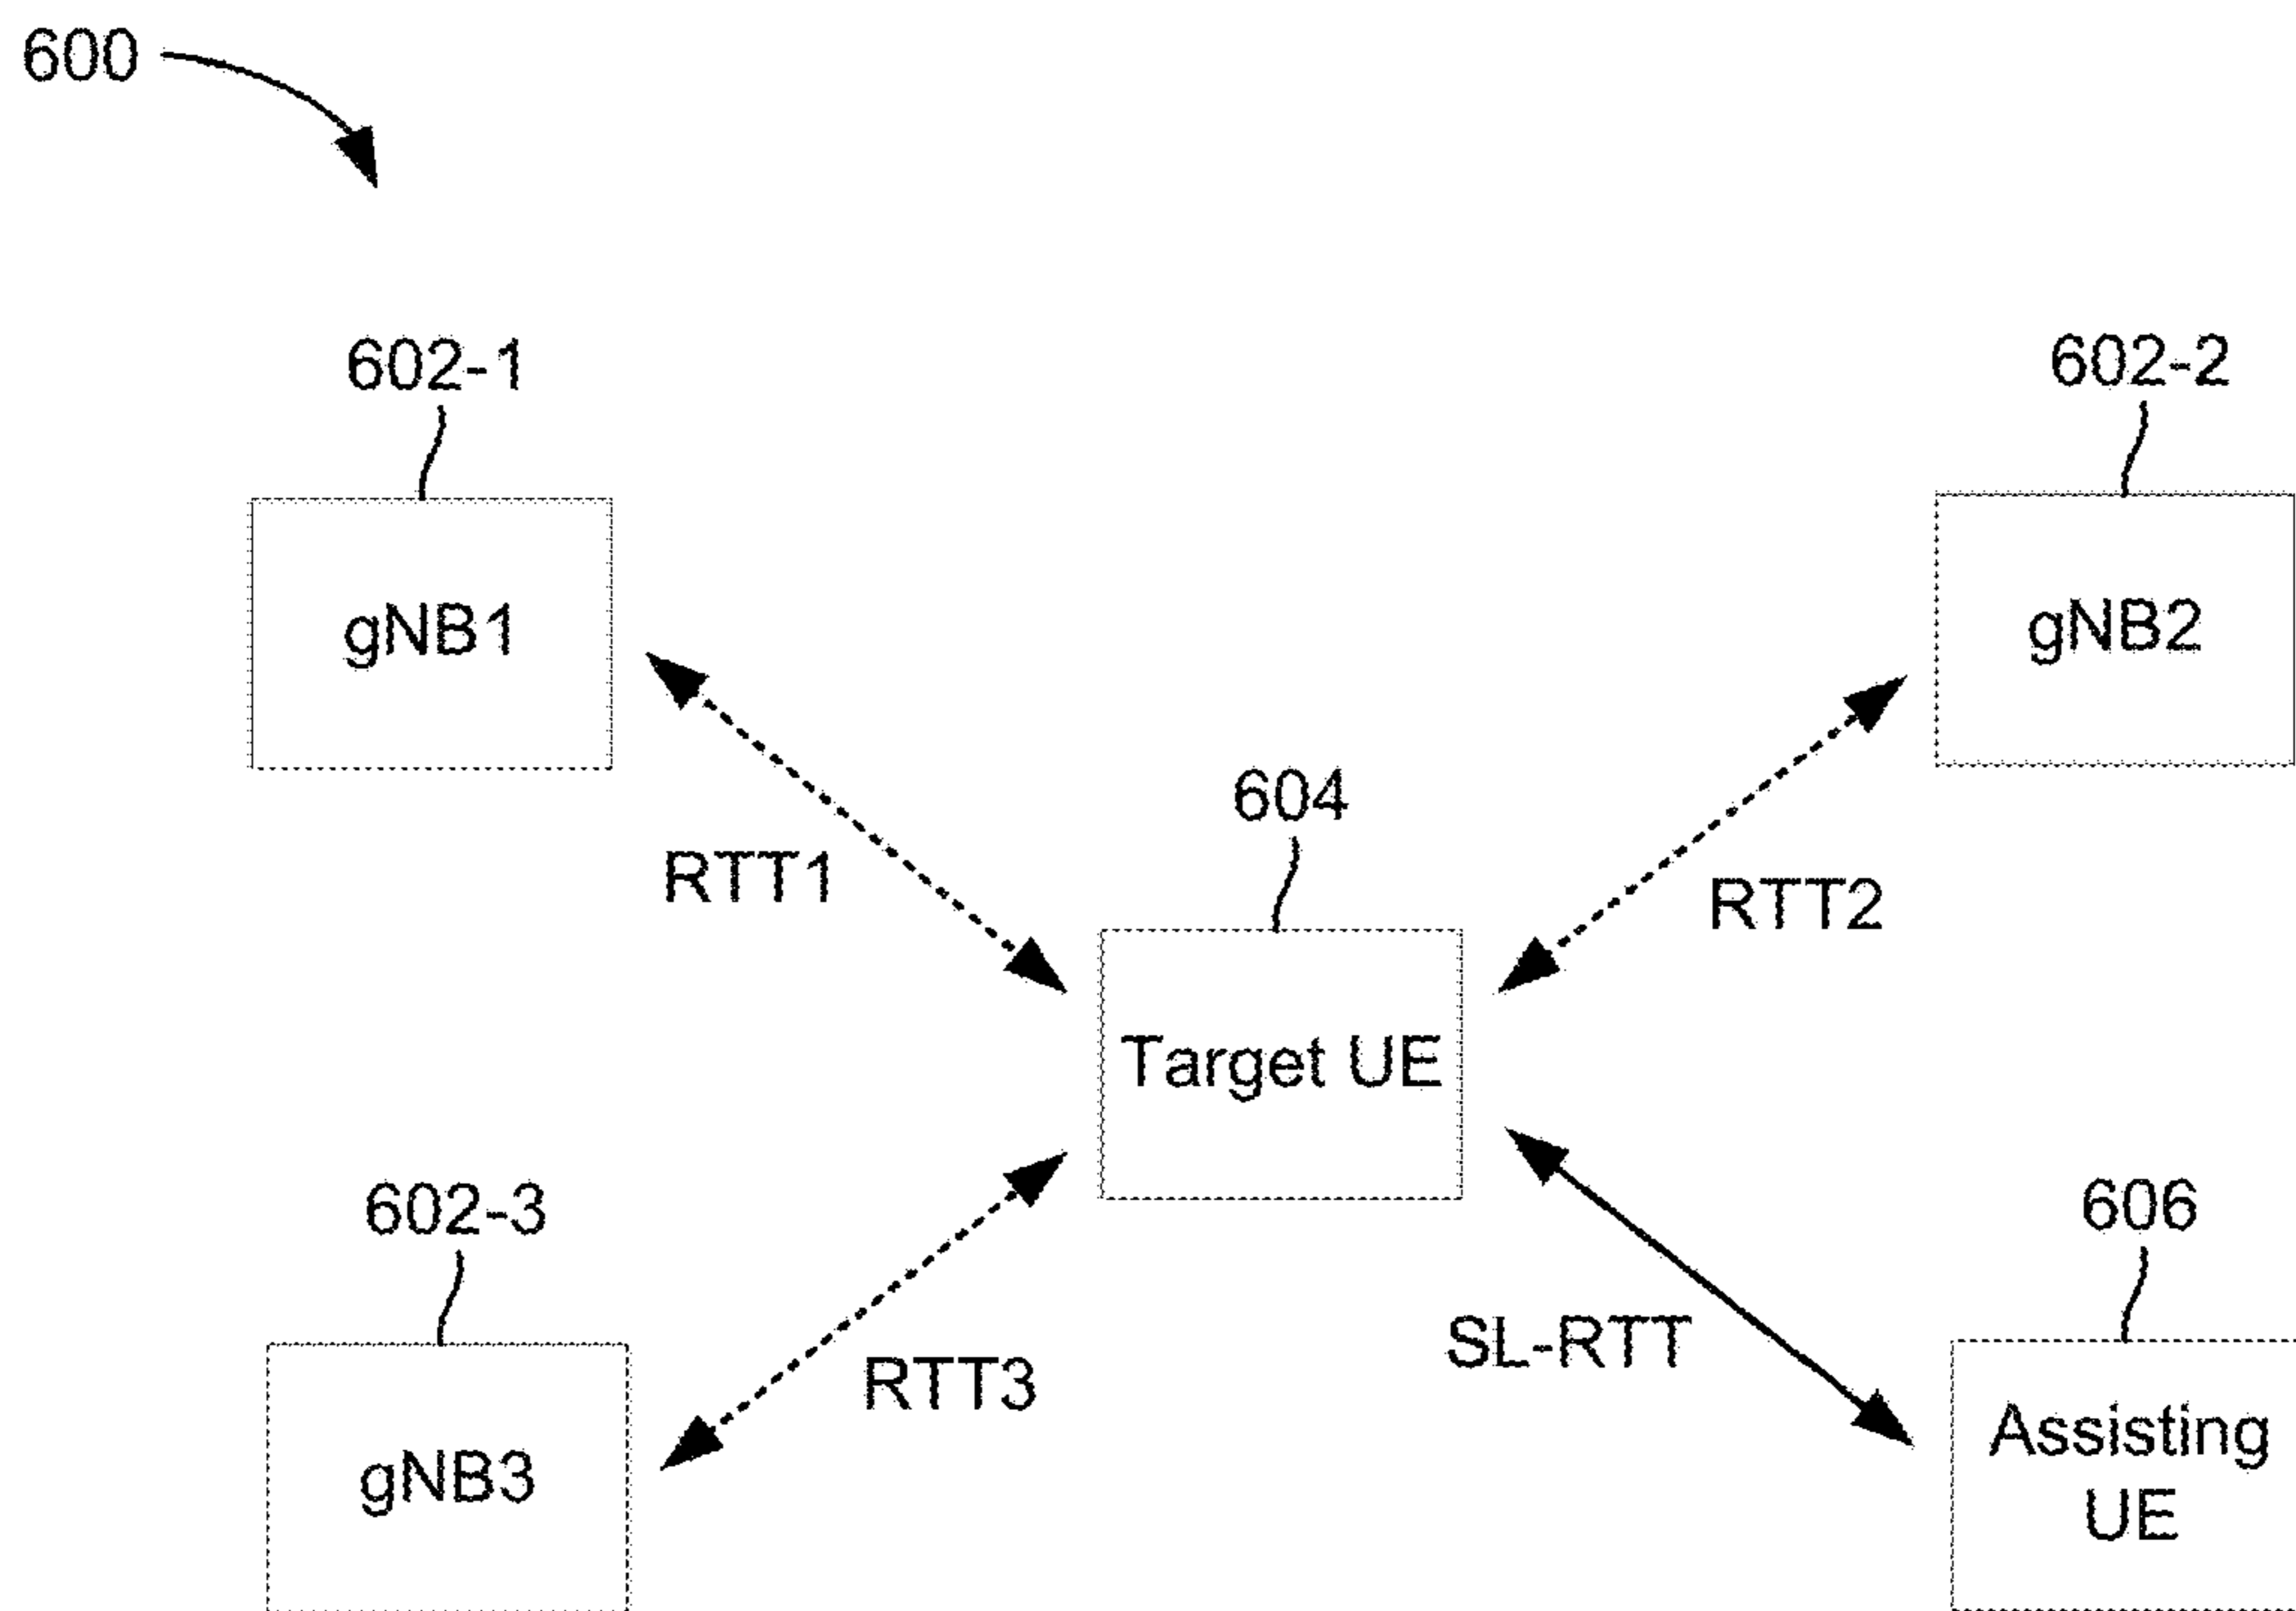 600
602-1
602-2
gNB1
gNB2
604
RTT1
RTT2
Target UE
602-3
606
SL-RTT
RTT3
gNB3
Assisting
UE